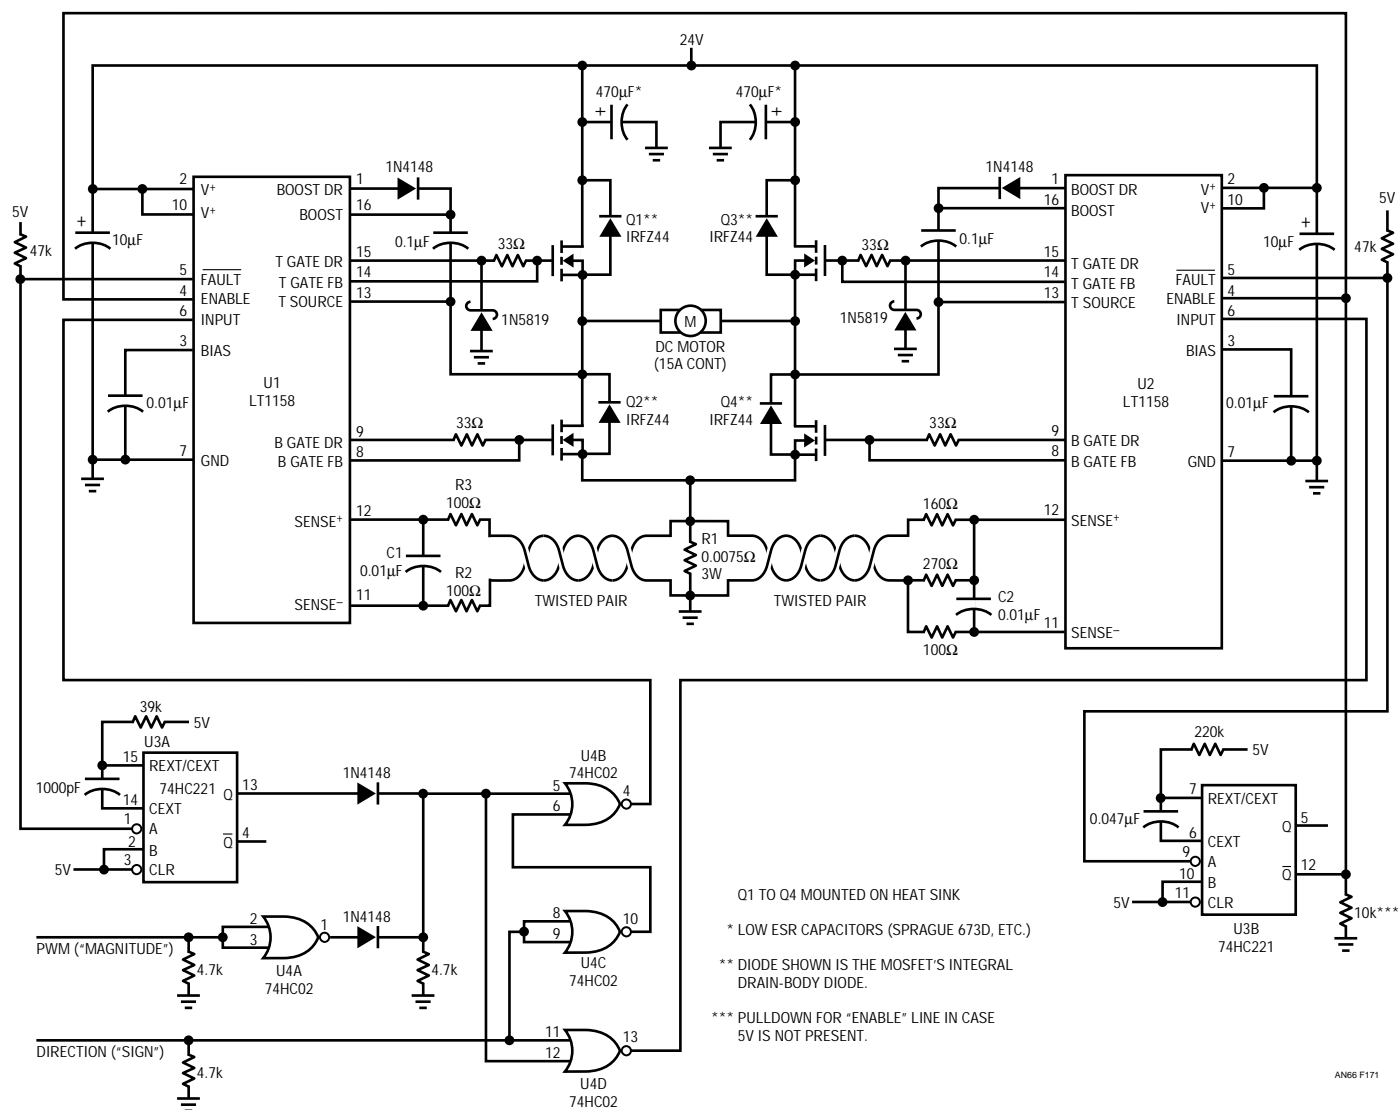 24V
470µF*
470µF*
1N4148
1N4148
2
V+
10
V+
BOOST DR
1
BOOST
16
T GATE DR
15
T GATE FB
14
T SOURCE
13
5V
47k
+
10µF
5
FAULT
4
ENABLE
6
INPUT
3
BIAS
0.01µF
U1
LT1158
7
GND
B GATE DR
9
B GATE FB
8
SENSE+
12
SENSE–
11
0.1µF
33Ω
1N5819
+
Q1**
IRFZ44
+
Q3**
IRFZ44
M
DC MOTOR
(15A CONT)
33Ω
0.1µF
1N5819
33Ω
Q2**
IRFZ44
Q4**
IRFZ44
33Ω
1
BOOST DR
16
BOOST
15
T GATE DR
14
T GATE FB
13
T SOURCE
V+
2
V+
10
+
10µF
5V
47k
FAULT
5
ENABLE
4
INPUT
6
BIAS
3
0.01µF
U2
LT1158
9
B GATE DR
8
B GATE FB
GND
7
12
SENSE+
11
SENSE–
R3
100Ω
C1
0.01µF
R2
100Ω
TWISTED PAIR
R1
0.0075Ω
3W
TWISTED PAIR
160Ω
270Ω
C2
0.01µF
100Ω
39k
5V
U3A
15
REXT/CEXT
1000pF
74HC221
14
CEXT
1
A
2
B
5V
3
CLR
Q
13
Q
4
1N4148
U4B
74HC02
5
6
4
PWM ("MAGNITUDE")
4.7k
2
3
1
U4A
74HC02
1N4148
4.7k
8
9
10
U4C
74HC02
DIRECTION ("SIGN")
4.7k
11
12
13
U4D
74HC02
220k
5V
7
REXT/CEXT
0.047µF
6
CEXT
9
A
10
B
5V
11
CLR
Q
5
Q
12
U3B
74HC221
10k***
Q1 TO Q4 MOUNTED ON HEAT SINK
* LOW ESR CAPACITORS (SPRAGUE 673D, ETC.)
** DIODE SHOWN IS THE MOSFET'S INTEGRAL
DRAIN-BODY DIODE.
*** PULLDOWN FOR "ENABLE" LINE IN CASE
5V IS NOT PRESENT.
AN66 F171